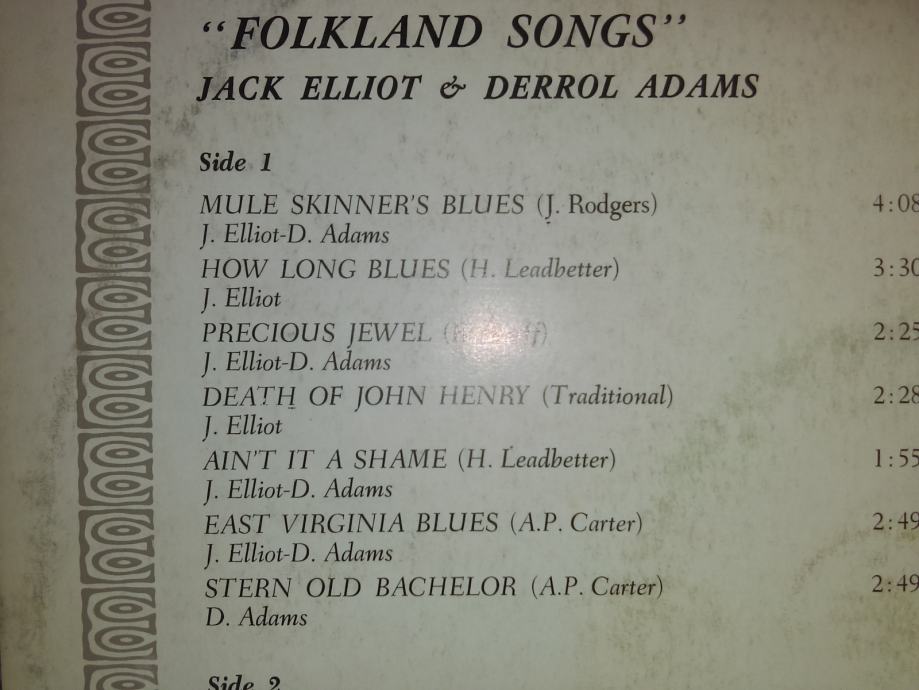 “FOLKLAND SONGS”
JACK ELLIOT & DERROL ADAMS
Side 1
MULE SKINNER'S BLUES (J. Rodgers) 4:08
J. Elliot-D. Adams
HOW LONG BLUES (H. Leadbetter) 3:30
J. Elliot
PRECIOUS JEWEL 2:25
J. Elliot-D. Adams
DEATH OF JOHN HENRY (Traditional) 2:28
J. Elliot
AIN'T IT A SHAME (H. Leadbetter) 1:55
J. Elliot-D. Adams
EAST VIRGINIA BLUES (A.P. Carter) 2:49
J. Elliot-D. Adams
STERN OLD BACHELOR (A.P. Carter) 2:49
D. Adams
Side 2